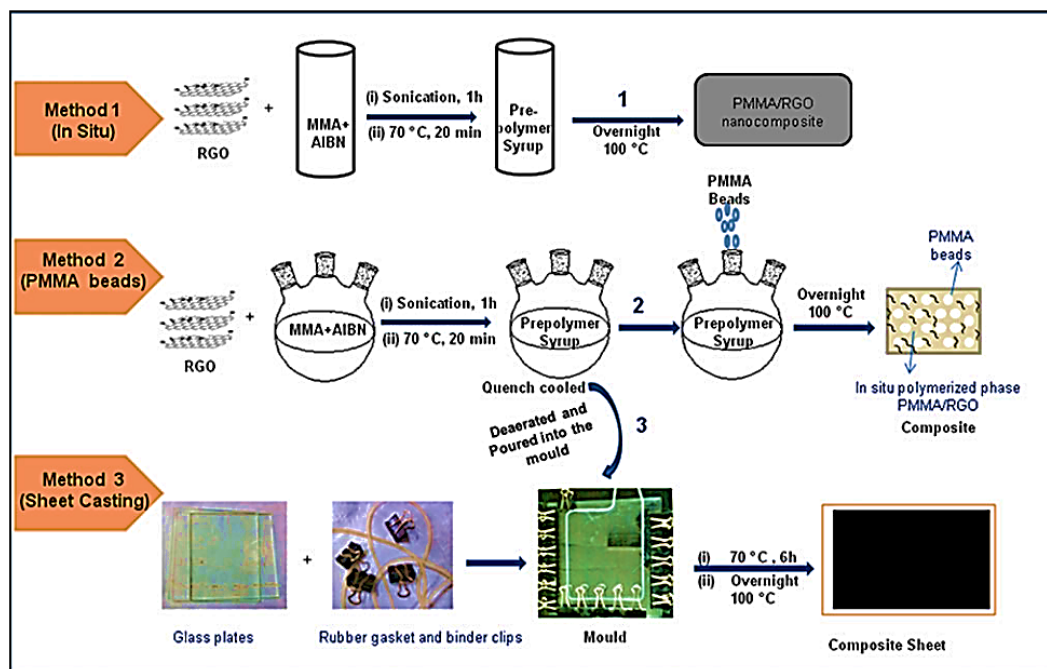 Method 1
(In Situ)
RGO
+
MMA+
AIBN
(i) Sonication, 1h
(ii) 70 °C, 20 min
Pre-
polymer
Syrup
1
Overnight
100 °C
PMMA/RGO
nanocomposite
Method 2
(PMMA beads)
RGO
+
MMA+AIBN
(i) Sonication, 1h
(ii) 70 °C, 20 min
Prepolymer
Syrup
Quench cooled
2
PMMA
Beads
Prepolymer
Syrup
Overnight
100 °C
PMMA
beads
In situ polymerized phase
PMMA/RGO
Composite
Deaerated and
Poured into the
mould
3
Method 3
(Sheet Casting)
Glass plates
+
Rubber gasket and binder clips
Mould
(i) 70 °C , 6h
(ii) Overnight
100 °C
Composite Sheet